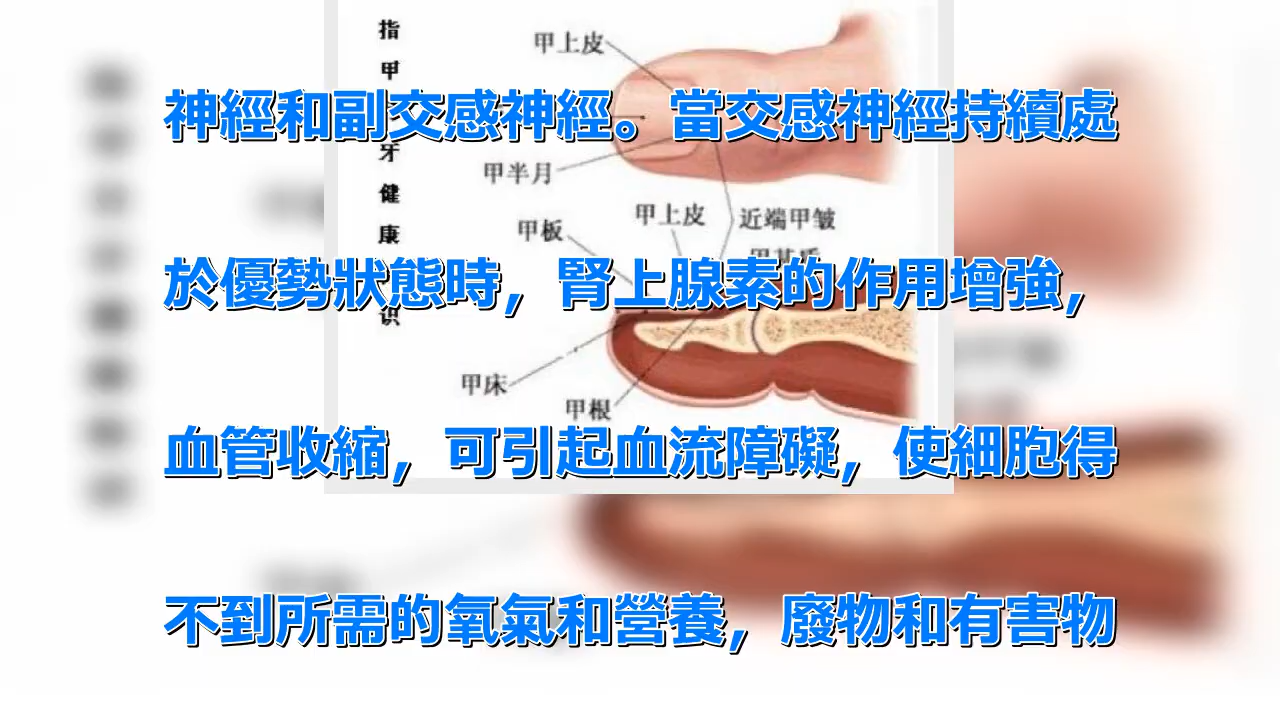 指
甲
牙
健
康
识
甲上皮
神經和副交感神經。當交感神經持續處
甲半月
甲上皮
近端甲皱
甲板
於優勢狀態時，腎上腺素的作用增強，
甲床
甲根
血管收縮，可引起血流障礙，使細胞得
不到所需的氧氣和營養，廢物和有害物